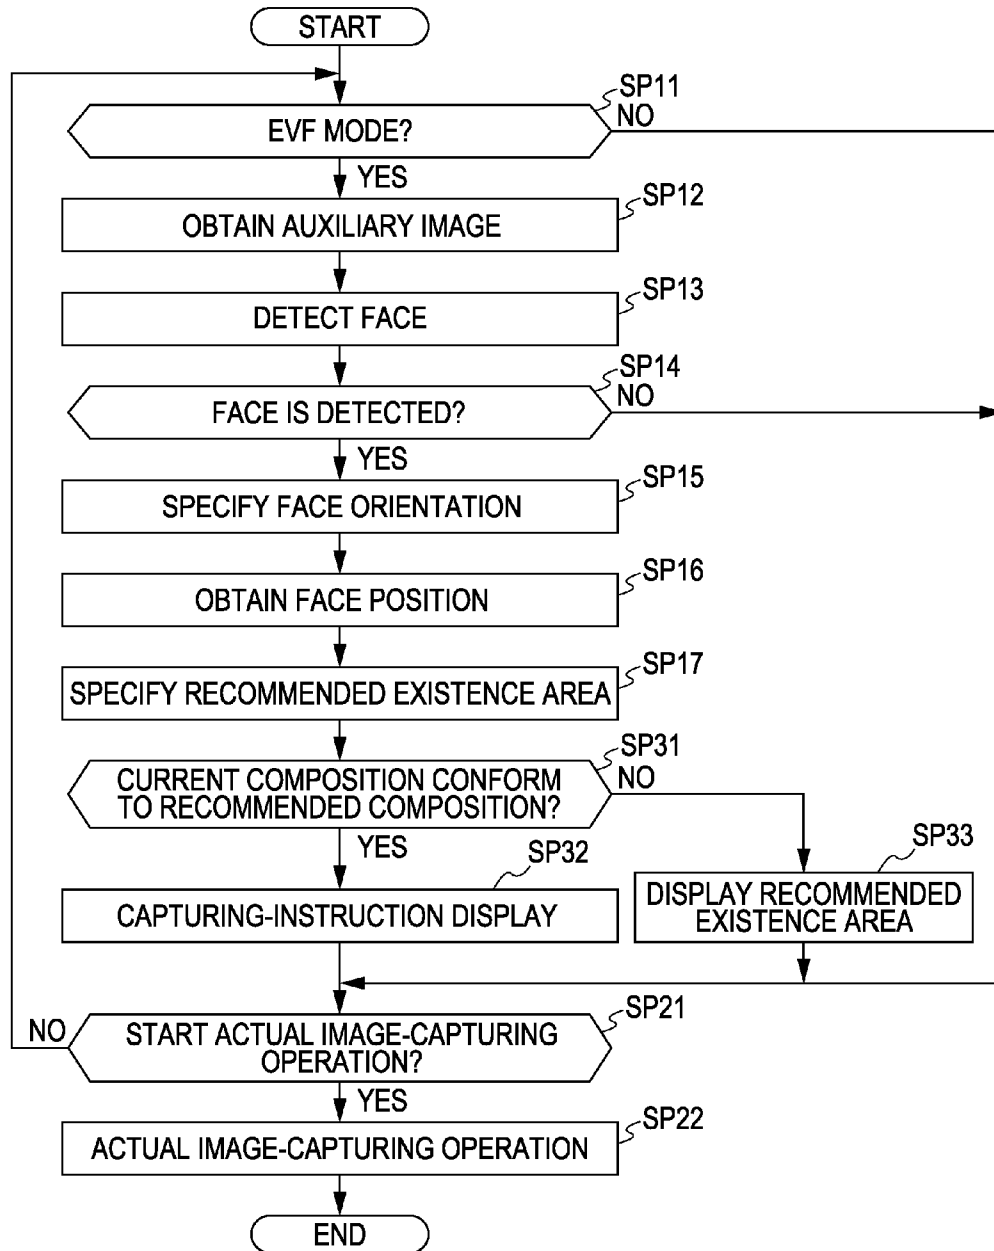 START
SP11
EVF MODE?
NO
YES
SP12
OBTAIN AUXILIARY IMAGE
SP13
DETECT FACE
SP14
FACE IS DETECTED?
NO
YES
SP15
SPECIFY FACE ORIENTATION
SP16
OBTAIN FACE POSITION
SP17
SPECIFY RECOMMENDED EXISTENCE AREA
SP31
CURRENT COMPOSITION CONFORM
TO RECOMMENDED COMPOSITION?
NO
YES
SP32
CAPTURING-INSTRUCTION DISPLAY
SP33
DISPLAY RECOMMENDED
EXISTENCE AREA
SP21
START ACTUAL IMAGE-CAPTURING
OPERATION?
NO
YES
SP22
ACTUAL IMAGE-CAPTURING OPERATION
END